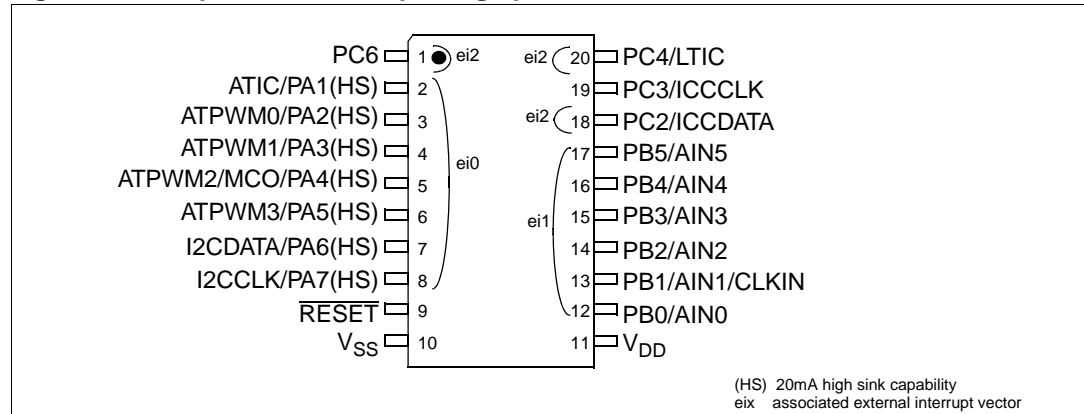 PC6 1 ei2 ei2 20 PC4/LTIC
ATIC/PA1(HS) 2 19 PC3/ICCCLK
ATPWM0/PA2(HS) 3 ei2 18 PC2/ICCDATA
ATPWM1/PA3(HS) 4 ei0 17 PB5/AIN5
ATPWM2/MCO/PA4(HS) 5 16 PB4/AIN4
ATPWM3/PA5(HS) 6 ei1 15 PB3/AIN3
I2CDATA/PA6(HS) 7 14 PB2/AIN2
I2CCLK/PA7(HS) 8 13 PB1/AIN1/CLKIN
RESET 9 12 PB0/AIN0
VSS 10 11 VDD
(HS) 20mA high sink capability
eix associated external interrupt vector